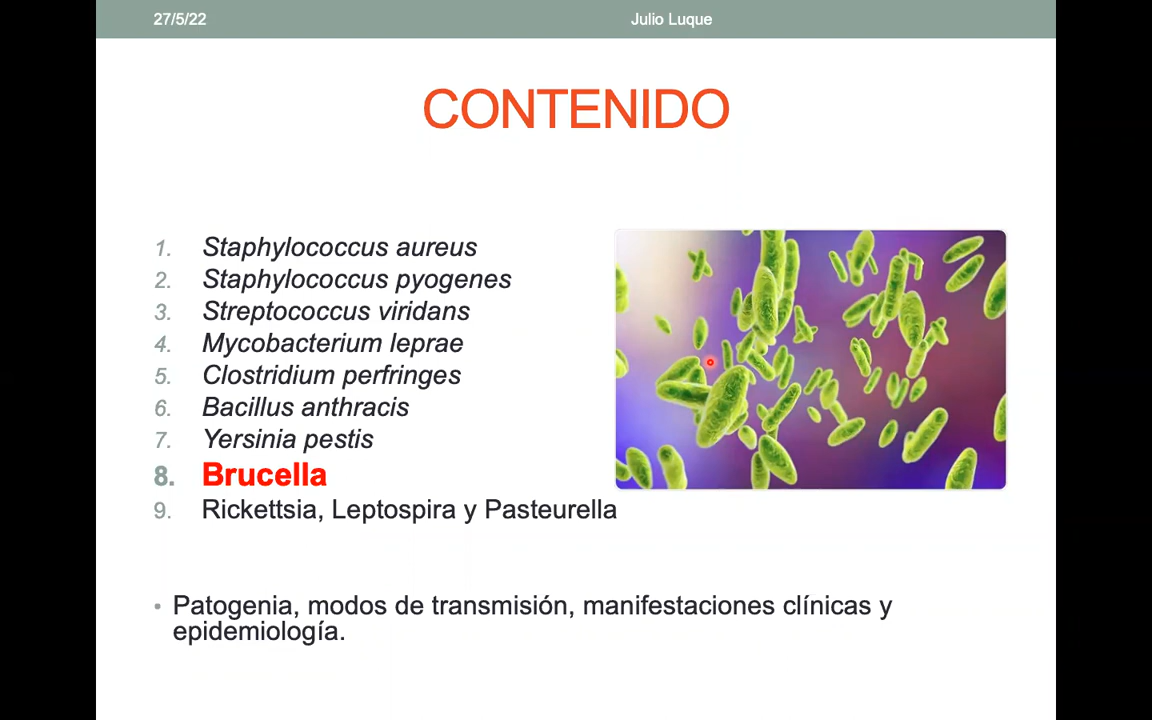 27/5/22
Julio Luque
CONTENIDO
1. Staphylococcus aureus
2. Staphylococcus pyogenes
3. Streptococcus viridans
4. Mycobacterium leprae
5. Clostridium perfringes
6. Bacillus anthracis
7. Yersinia pestis
8. Brucella
9. Rickettsia, Leptospira y Pasteurella
• Patogenia, modos de transmisión, manifestaciones clínicas y
epidemiología.